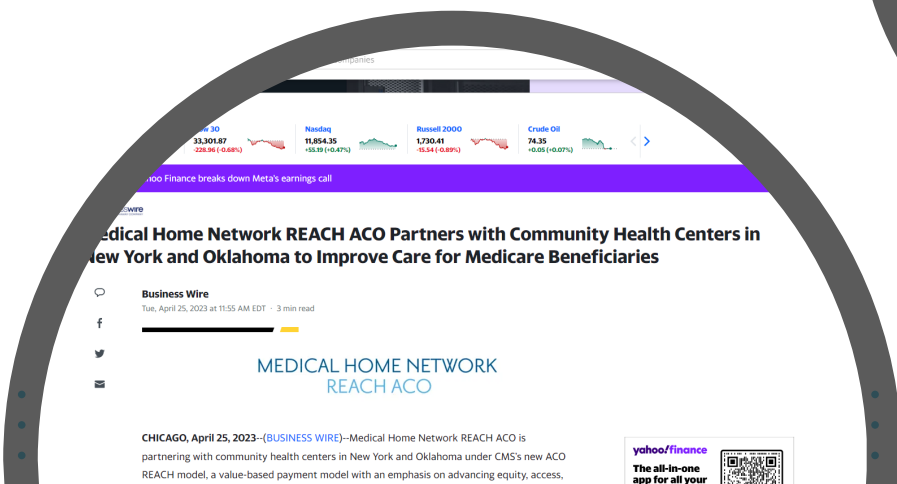 Nasdaq
Russell 2000
Crude Oil
33,301.87
11,854.35
1,730.41
74.35
-228.96 (-0.68%)
+55.19 (+0.47%)
-15.54 (-0.89%)
+0.05 (+0.07%)
Finance breaks down Meta's earnings call
Home Network REACH ACO Partners with Community Health Centers in
York and Oklahoma to Improve Care for Medicare Beneficiaries
Business Wire
Tue, April 25, 2023 at 11:55 AM EDT · 3 min read
MEDICAL HOME NETWORK
REACH ACO
CHICAGO, April 25, 2023--(BUSINESS WIRE)--Medical Home Network REACH ACO is
partnering with community health centers in New York and Oklahoma under CMS's new ACO
REACH model, a value-based payment model with an emphasis on advancing equity, access,
yahoo!finance
The all-in-one
app for all your